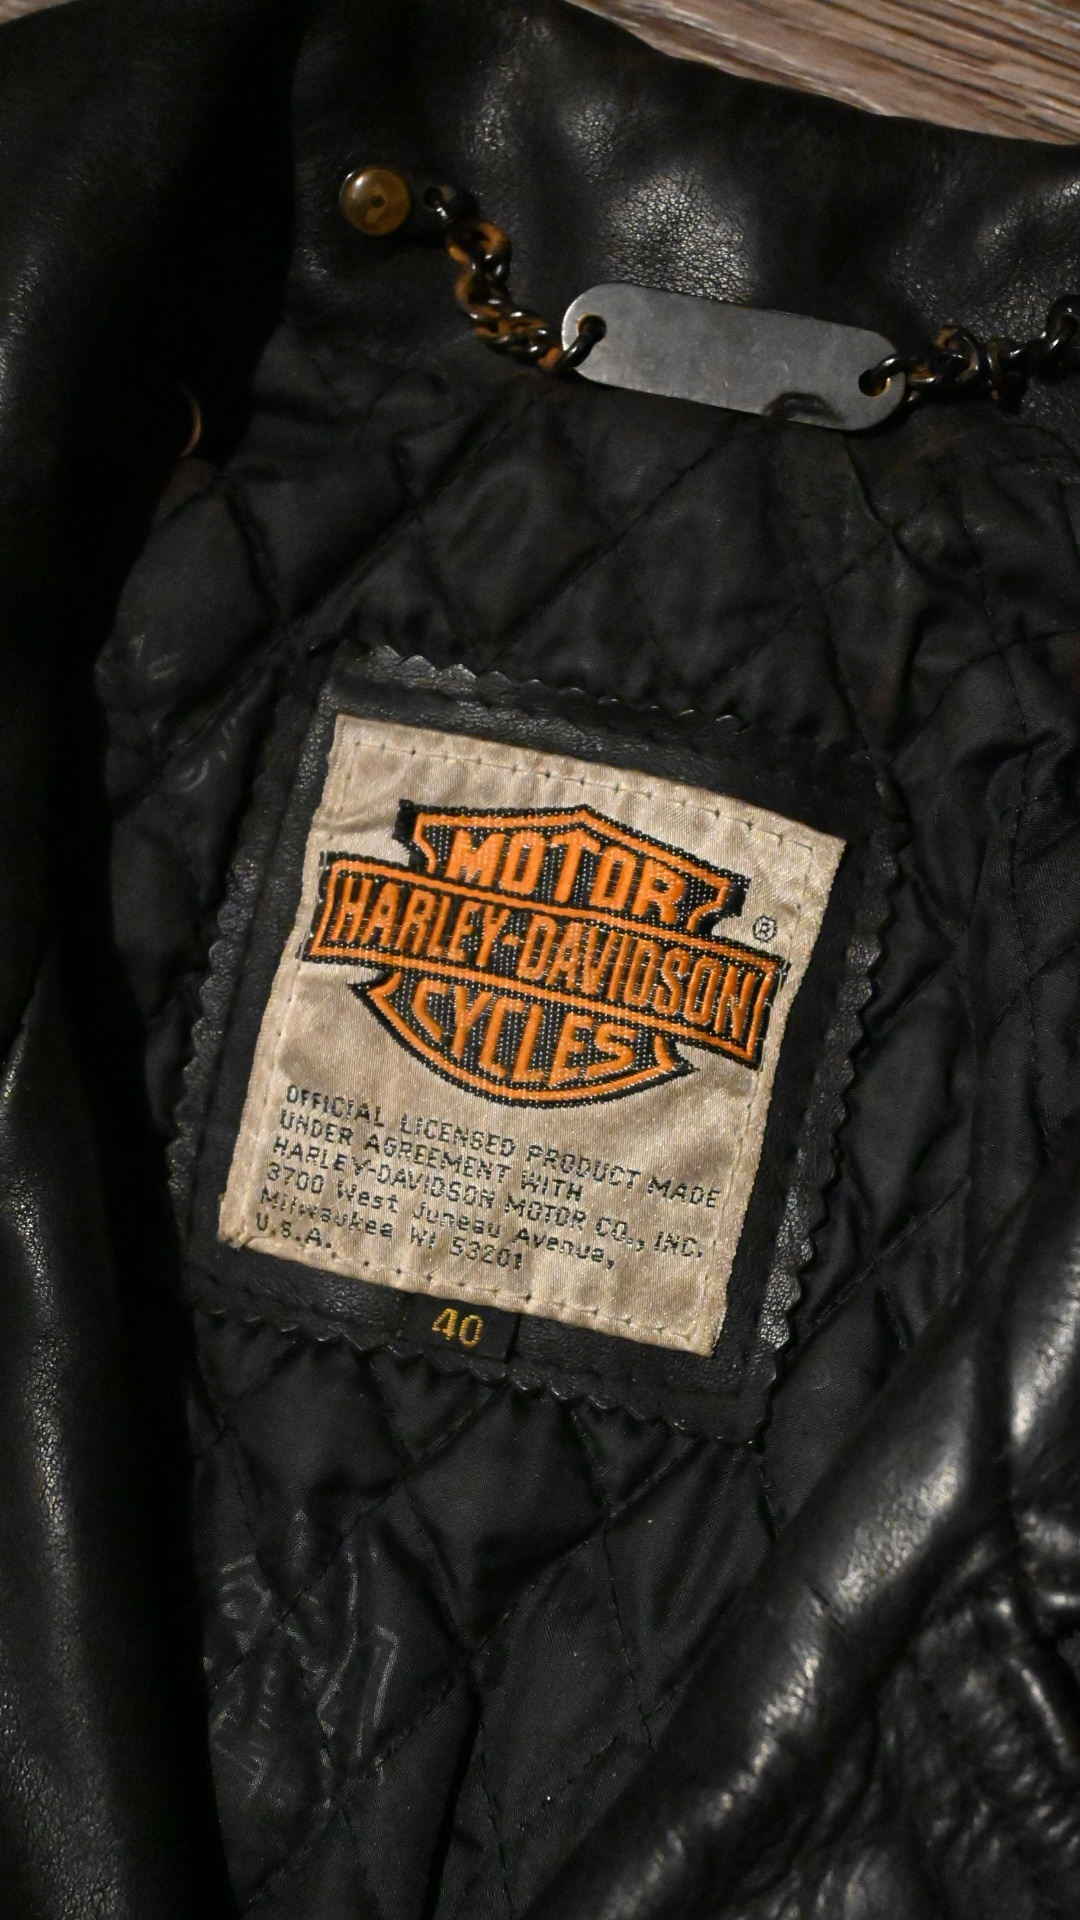 MOTOR
HARLEY-DAVIDSON
®
CYCLES
OFFICIAL LICENSED PRODUCT MADE
UNDER AGREEMENT WITH
HARLEY-DAVIDSON MOTOR CO., INC.
3700 West Juneau Avenue,
Milwaukee WI 53201
U.S.A.
40